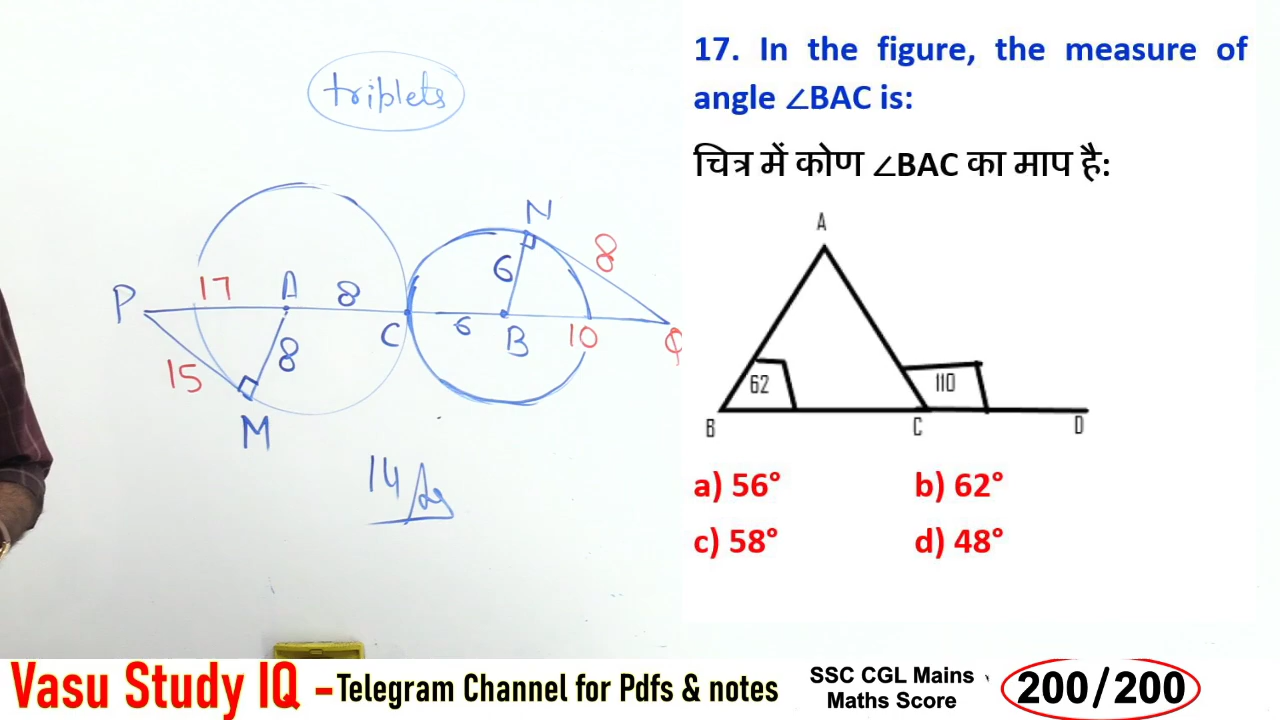 triplets
N
8
6
P
17
A
8
C
6
B
10
Q
8
15
M
14
17. In the figure, the measure of
angle ∠BAC is:
चित्र में कोण ∠BAC का माप है:
A
62
110
B
C
D
a) 56°
b) 62°
c) 58°
d) 48°
Vasu Study IQ – Telegram Channel for Pdfs & notes
SSC CGL Mains
Maths Score
200/200